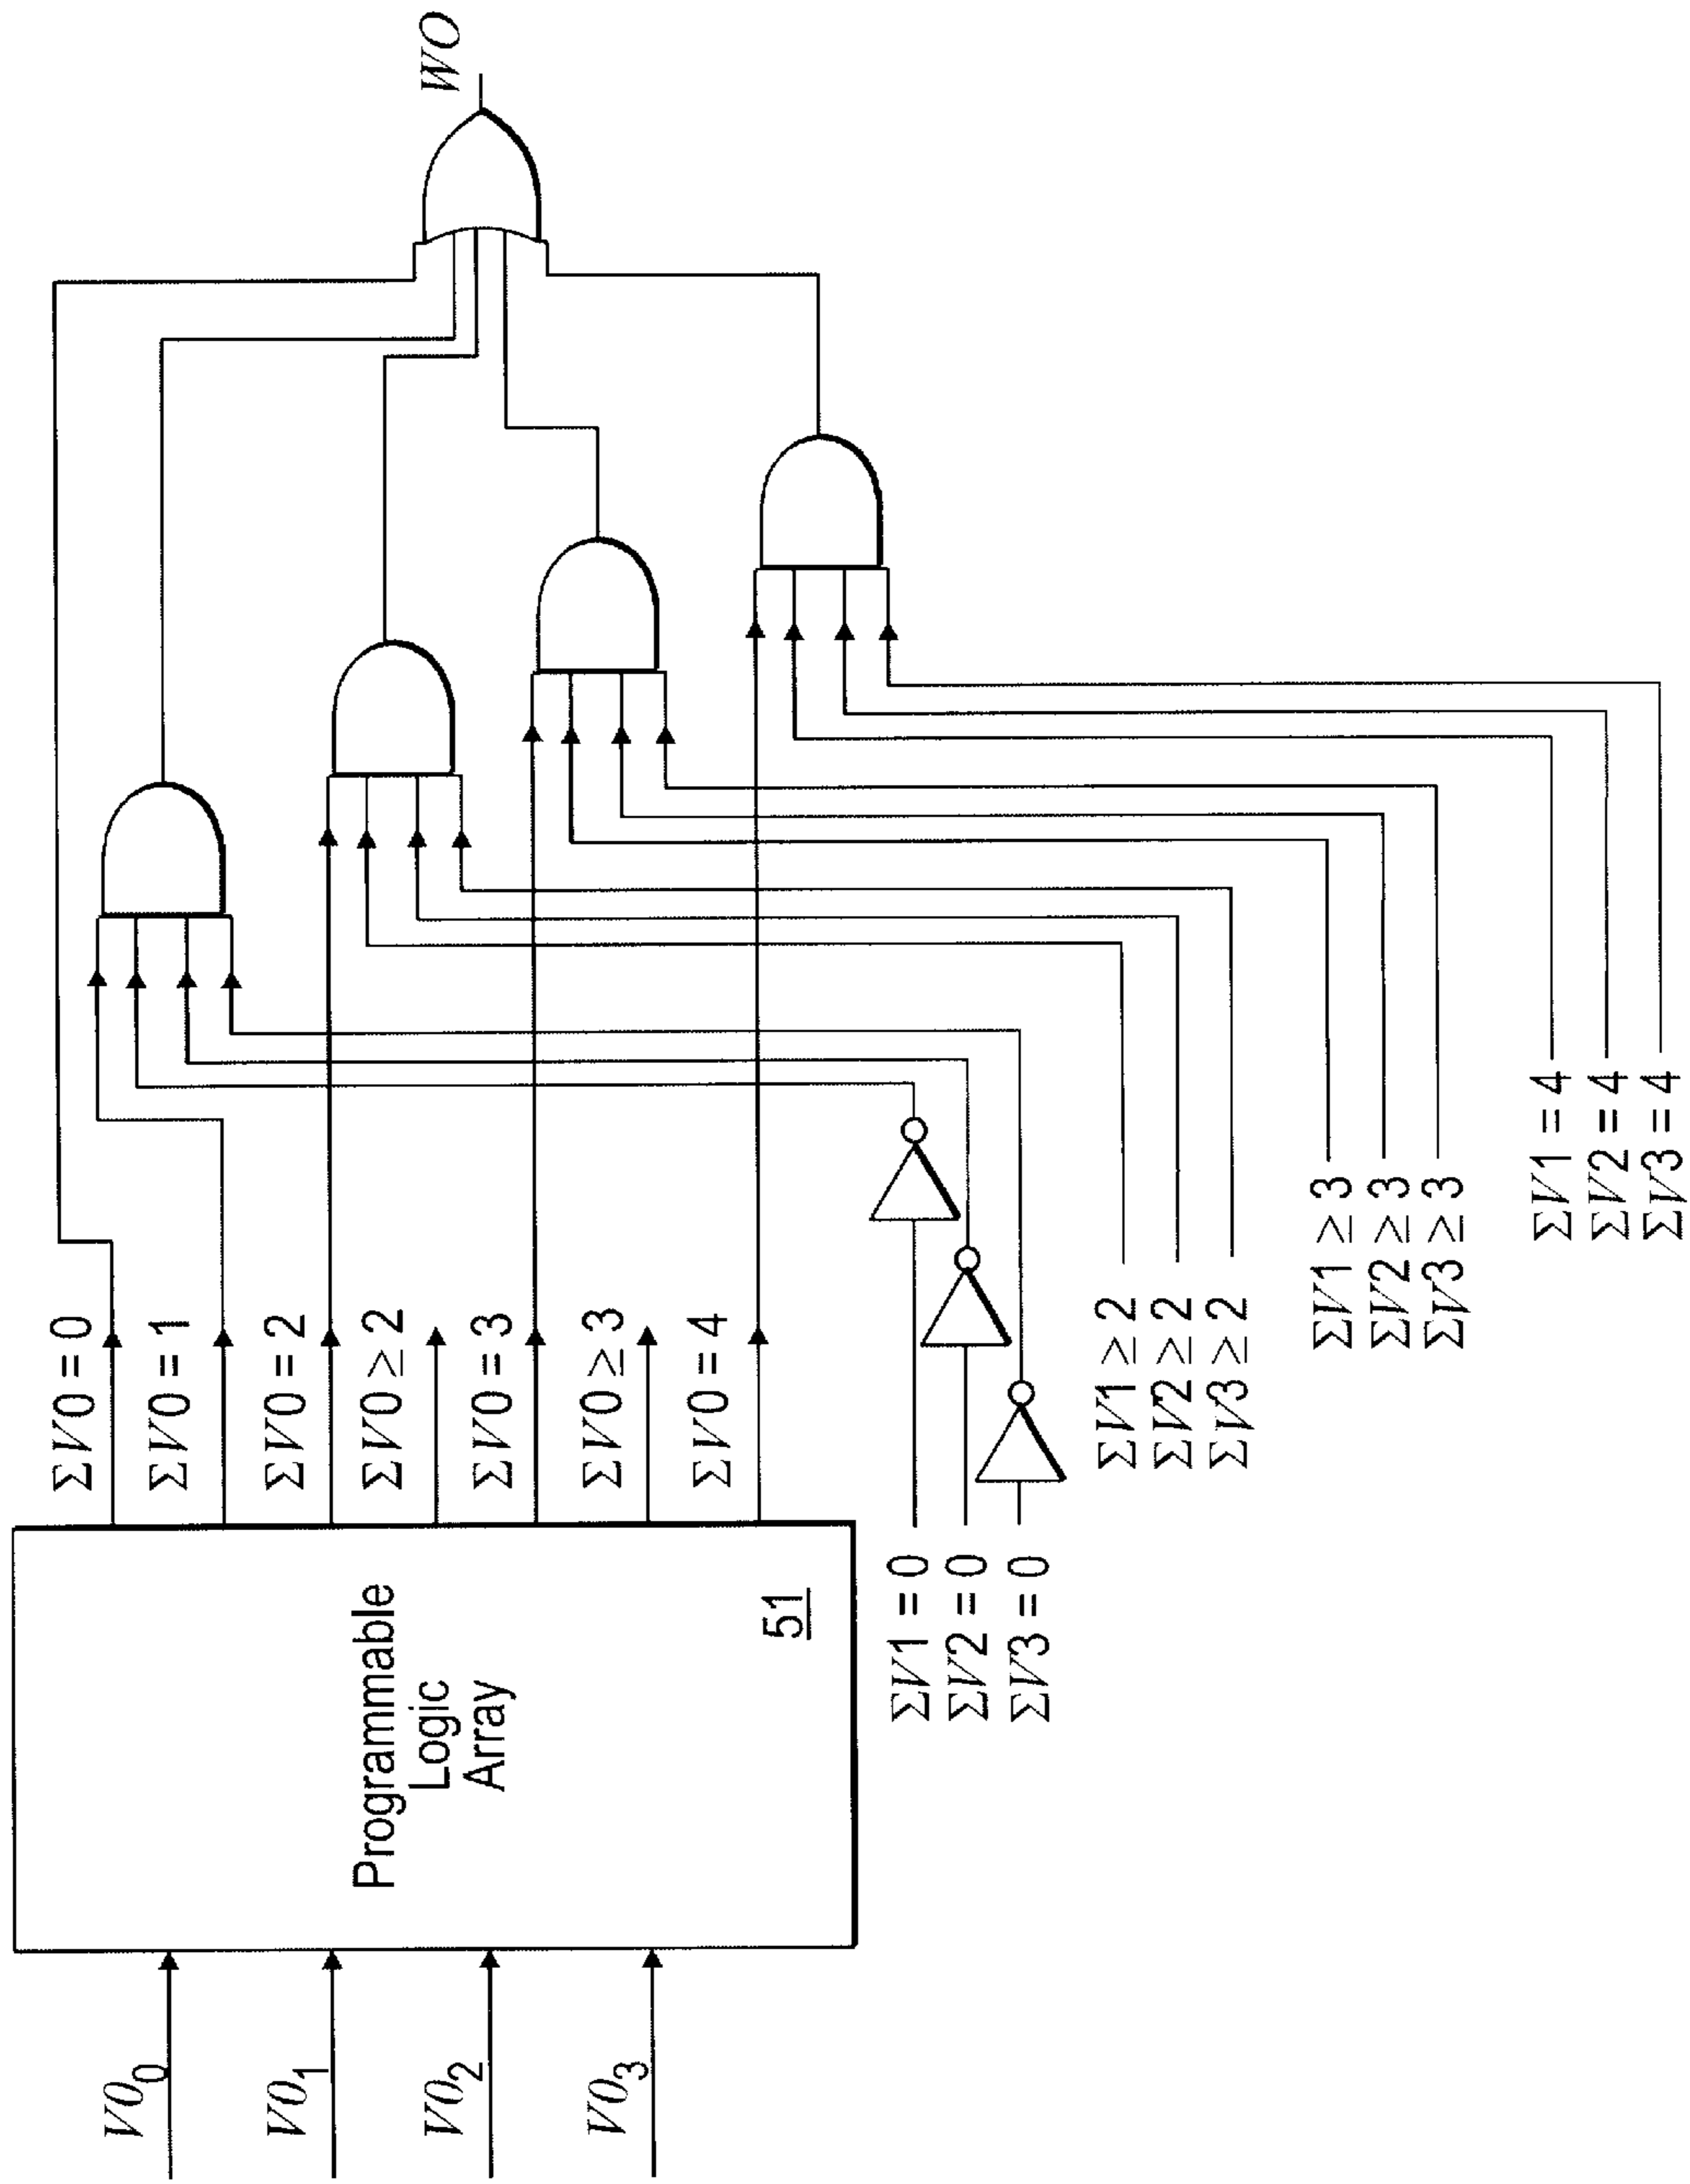 V0₀
V0₁
V0₂
V0₃
Programmable
Logic
Array
51
ΣV0 = 0
ΣV0 = 1
ΣV0 = 2
ΣV0 ≥ 2
ΣV0 = 3
ΣV0 ≥ 3
ΣV0 = 4
ΣV1 = 0
ΣV2 = 0
ΣV3 = 0
ΣV1 ≥ 2
ΣV2 ≥ 2
ΣV3 ≥ 2
ΣV1 ≥ 3
ΣV2 ≥ 3
ΣV3 ≥ 3
ΣV1 = 4
ΣV2 = 4
ΣV3 = 4
WO